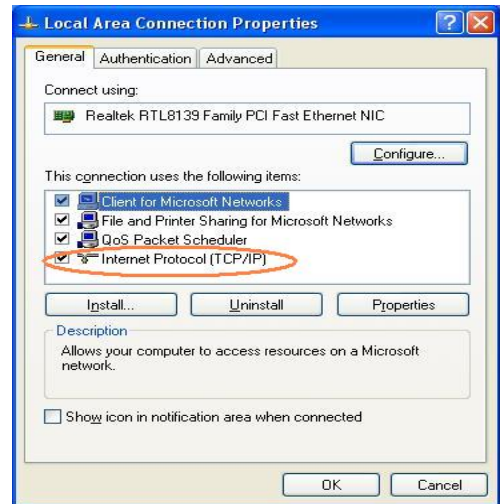 Local Area Connection Properties
General Authentication Advanced
Connect using:
Realtek RTL8139 Family PCI Fast Ethernet NIC
Configure...
This connection uses the following items:
Client for Microsoft Networks
File and Printer Sharing for Microsoft Networks
QoS Packet Scheduler
Internet Protocol (TCP/IP)
Install... Uninstall Properties
Description
Allows your computer to access resources on a Microsoft
network.
Show icon in notification area when connected
OK Cancel